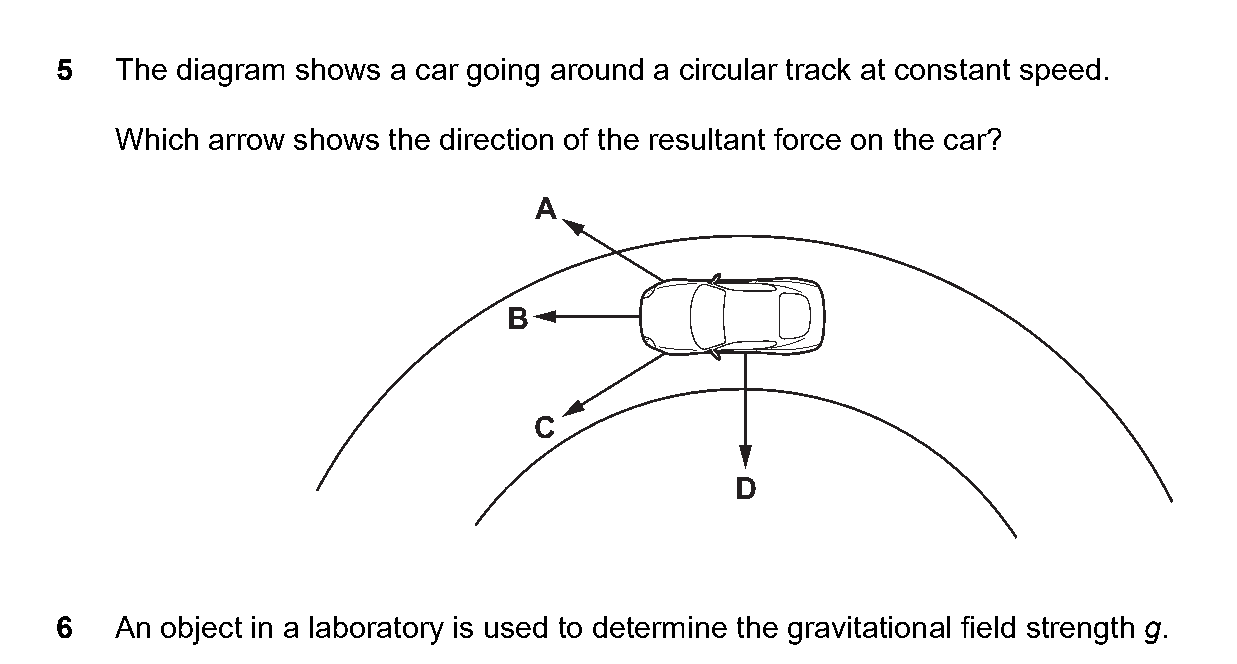 5 The diagram shows a car going around a circular track at constant speed.
Which arrow shows the direction of the resultant force on the car?
A
B
C
D
6 An object in a laboratory is used to determine the gravitational field strength g.